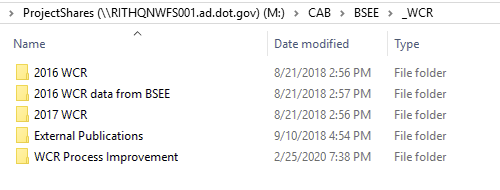 ProjectShares (\\RITHQNWFS001.ad.dot.gov) (M:) > CAB > BSEE > _WCR
Name Date modified Type
2016 WCR 8/21/2018 2:56 PM File folder
2016 WCR data from BSEE 8/21/2018 2:57 PM File folder
2017 WCR 8/21/2018 2:56 PM File folder
External Publications 9/10/2018 4:54 PM File folder
WCR Process Improvement 2/25/2020 7:38 PM File folder